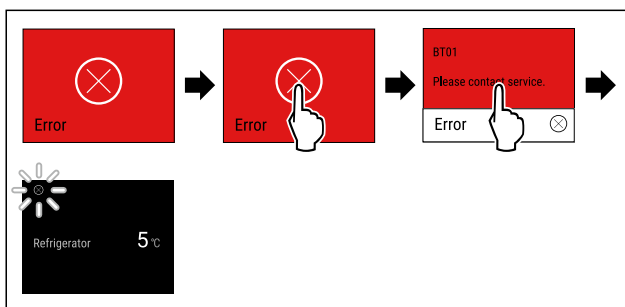 Error
Error
BT01
Please contact service.
Error
Refrigerator 5 °C